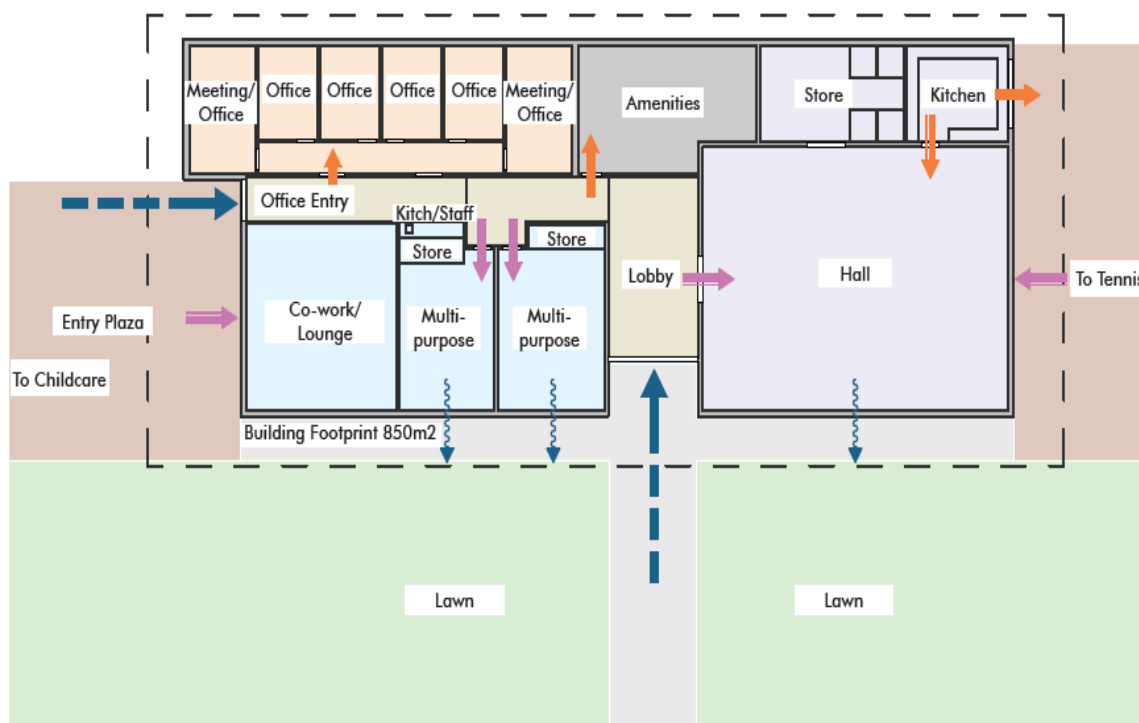 Meeting/
Office
Office
Office
Office
Office
Meeting/
Office
Amenities
Store
Kitchen
Office Entry
Kitch/Staff
Store
Store
Lobby
Hall
To Tennis
Entry Plaza
Co-work/
Lounge
Multi-
purpose
Multi-
purpose
To Childcare
Building Footprint 850m2
Lawn
Lawn